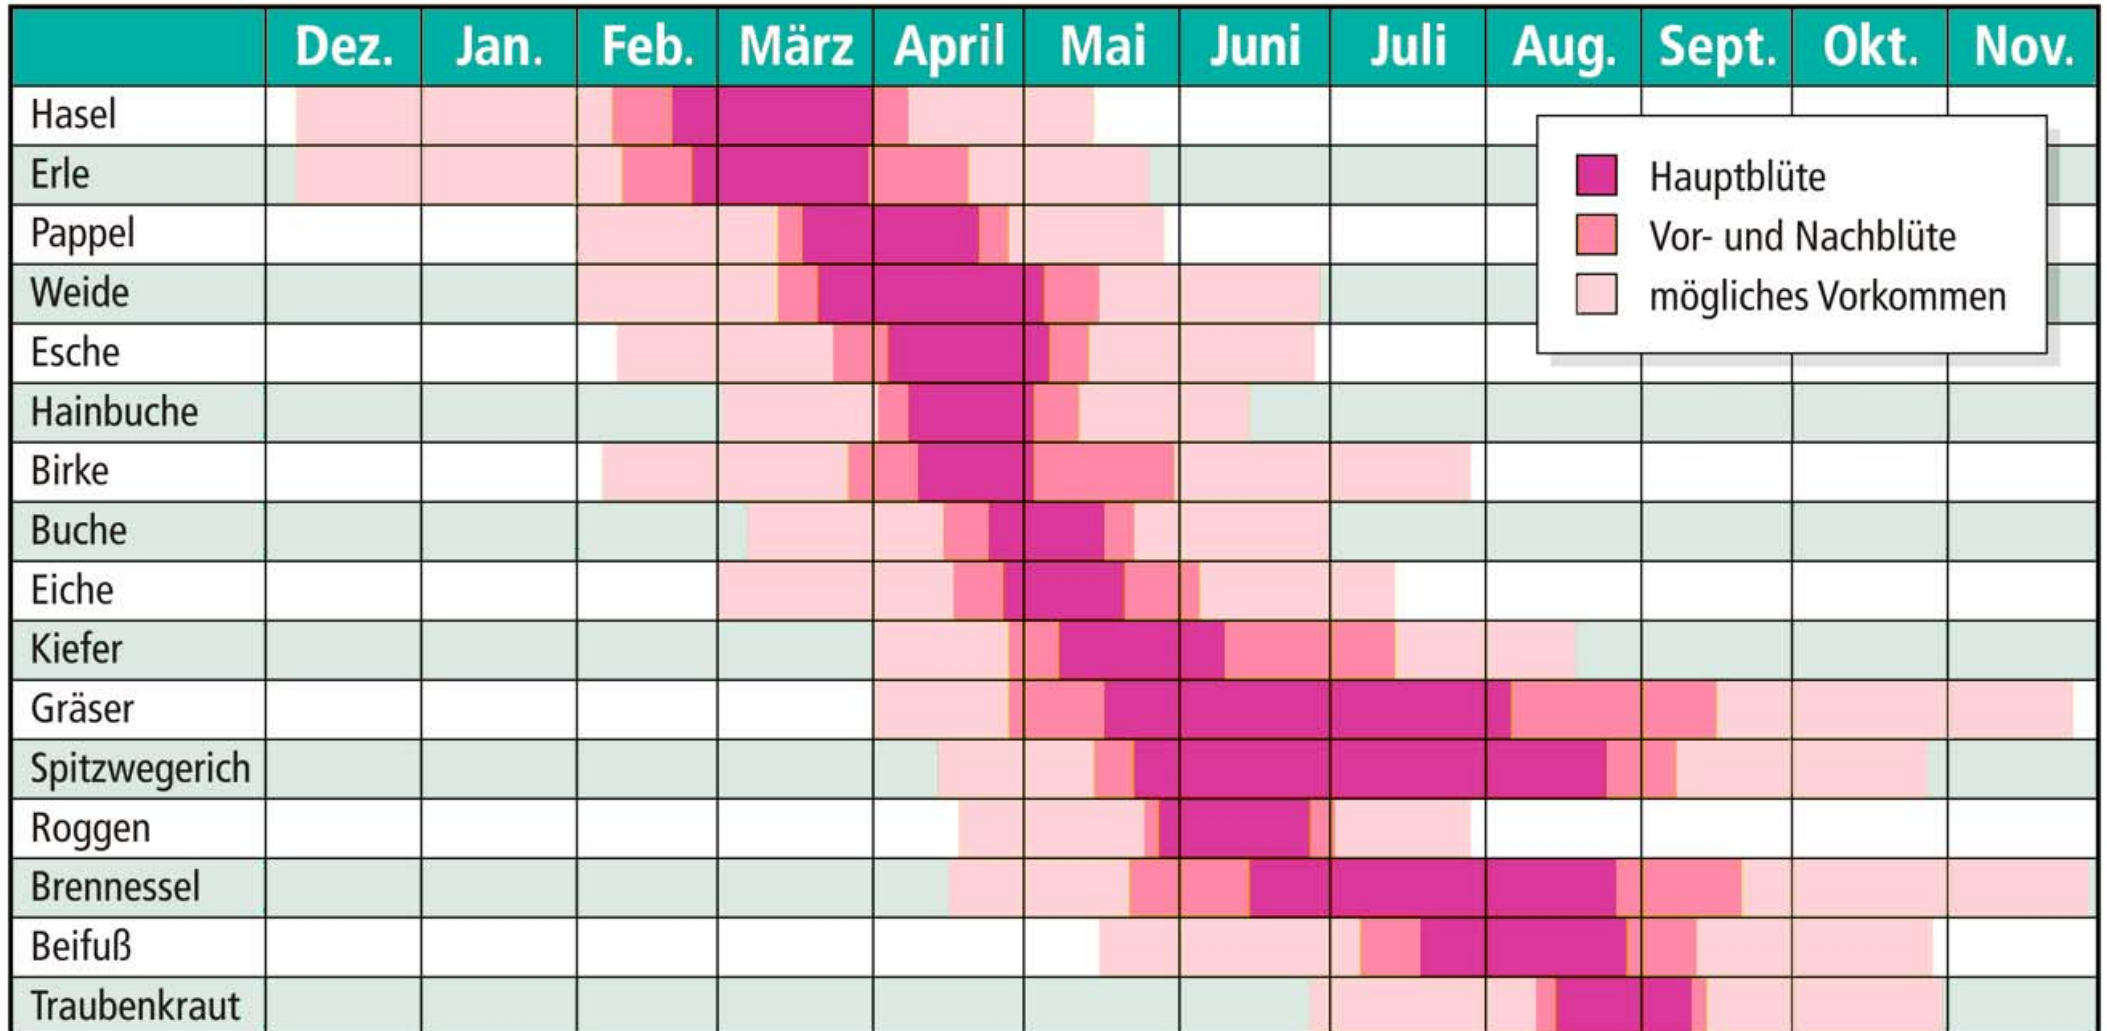 Dez. Jan. Feb. März April Mai Juni Juli Aug. Sept. Okt. Nov.
Hasel
Erle
Hauptblüte
Pappel
Vor- und Nachblüte
Weide
mögliches Vorkommen
Esche
Hainbuche
Birke
Buche
Eiche
Kiefer
Gräser
Spitzwegerich
Roggen
Brennessel
Beifuß
Traubenkraut